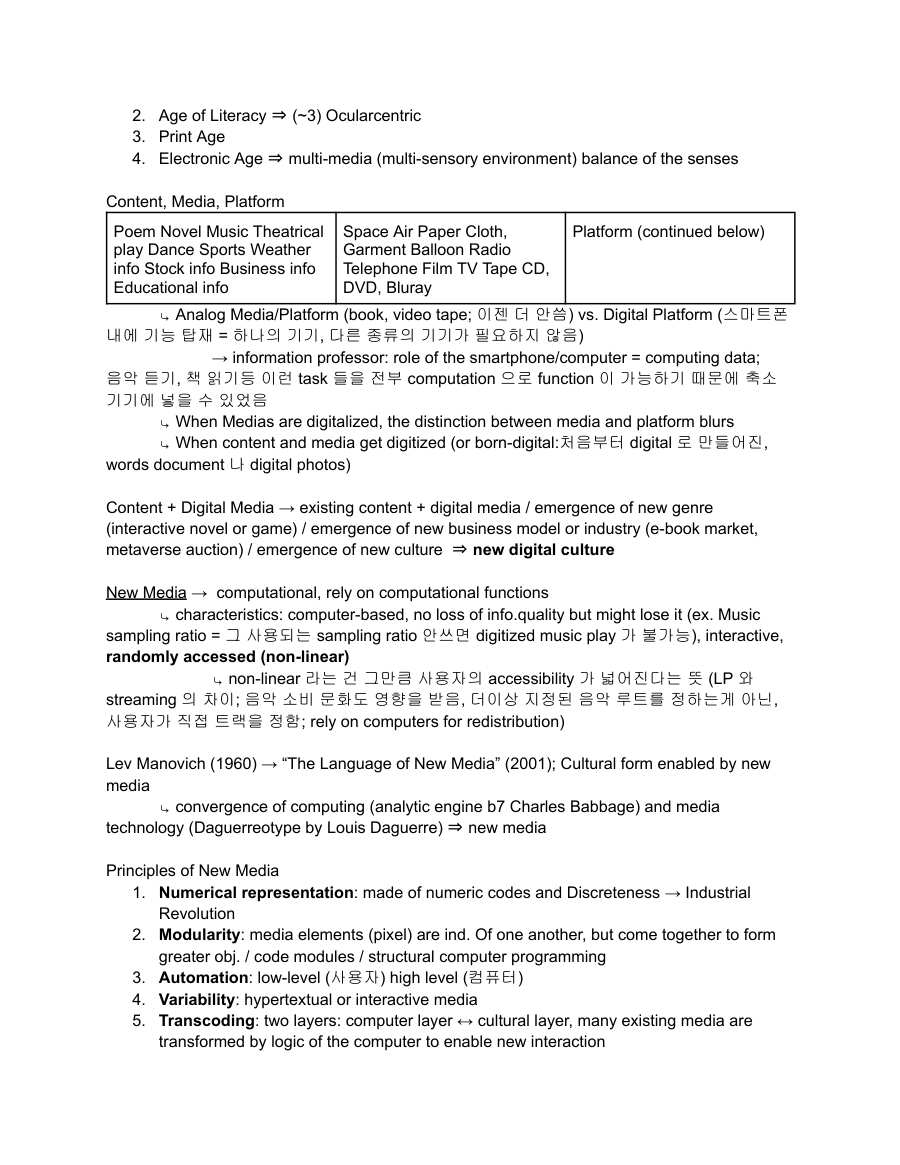 2. Age of Literacy ⇒ (~3) Ocularcentric
3. Print Age
4. Electronic Age ⇒ multi-media (multi-sensory environment) balance of the senses
Content, Media, Platform
Poem Novel Music Theatrical
play Dance Sports Weather
info Stock info Business info
Educational info
Space Air Paper Cloth,
Garment Balloon Radio
Telephone Film TV Tape CD,
DVD, Bluray
Platform (continued below)
⤷ Analog Media/Platform (book, video tape; 이젠 더 안씀) vs. Digital Platform (스마트폰
내에 기능 탑재 = 하나의 기기, 다른 종류의 기기가 필요하지 않음)
→ information professor: role of the smartphone/computer = computing data;
음악 듣기, 책 읽기등 이런 task 들을 전부 computation 으로 function 이 가능하기 때문에 축소
기기에 넣을 수 있었음
⤷ When Medias are digitalized, the distinction between media and platform blurs
⤷ When content and media get digitized (or born-digital:처음부터 digital 로 만들어진,
words document 나 digital photos)
Content + Digital Media → existing content + digital media / emergence of new genre
(interactive novel or game) / emergence of new business model or industry (e-book market,
metaverse auction) / emergence of new culture ⇒ new digital culture
New Media → computational, rely on computational functions
⤷ characteristics: computer-based, no loss of info.quality but might lose it (ex. Music
sampling ratio = 그 사용되는 sampling ratio 안쓰면 digitized music play 가 불가능), interactive,
randomly accessed (non-linear)
⤷ non-linear 라는 건 그만큼 사용자의 accessibility 가 넓어진다는 뜻 (LP 와
streaming 의 차이; 음악 소비 문화도 영향을 받음, 더이상 지정된 음악 루트를 정하는게 아닌,
사용자가 직접 트랙을 정함; rely on computers for redistribution)
Lev Manovich (1960) → “The Language of New Media” (2001); Cultural form enabled by new
media
⤷ convergence of computing (analytic engine b7 Charles Babbage) and media
technology (Daguerreotype by Louis Daguerre) ⇒ new media
Principles of New Media
1. Numerical representation: made of numeric codes and Discreteness → Industrial
Revolution
2. Modularity: media elements (pixel) are ind. Of one another, but come together to form
greater obj. / code modules / structural computer programming
3. Automation: low-level (사용자) high level (컴퓨터)
4. Variability: hypertextual or interactive media
5. Transcoding: two layers: computer layer ↔ cultural layer, many existing media are
transformed by logic of the computer to enable new interaction